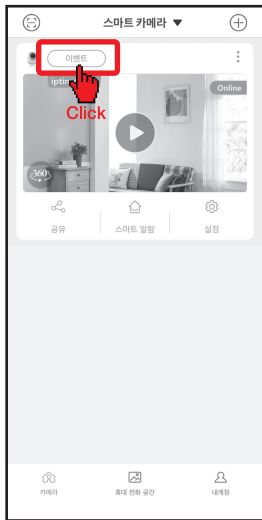 스마트 카메라 ▼
이벤트
iptime
Online
Click
360°
공유
스마트 알람
설정
카메라
휴대 전화 공간
내계정